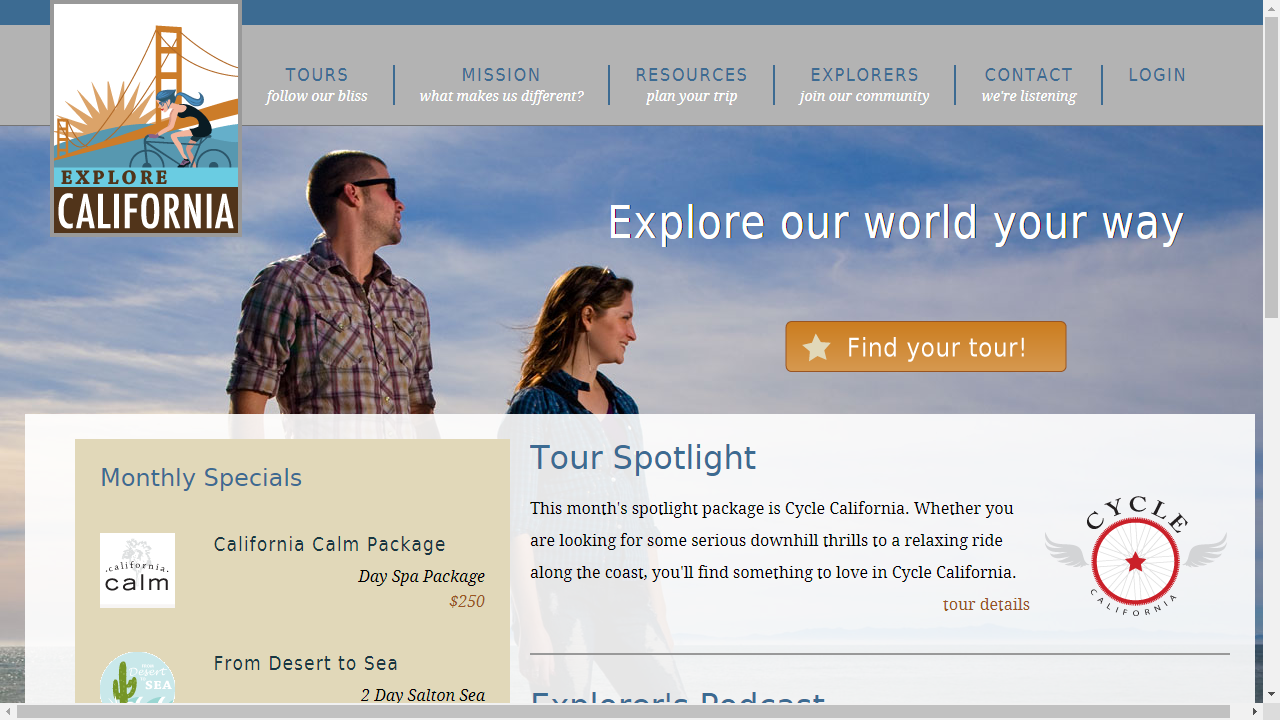 TOURS
follow our bliss
MISSION
what makes us different?
RESOURCES
plan your trip
EXPLORERS
join our community
CONTACT
we're listening
LOGIN
EXPLORE
CALIFORNIA
Explore our world your way
Find your tour!
Monthly Specials
.california.
calm
California Calm Package
Day Spa Package
$250
FROM
Desert
to SEA
From Desert to Sea
2 Day Salton Sea
Tour Spotlight
This month's spotlight package is Cycle California. Whether you
are looking for some serious downhill thrills to a relaxing ride
along the coast, you'll find something to love in Cycle California.
tour details
CYCLE
CALIFORNIA
Explorer's Podcast